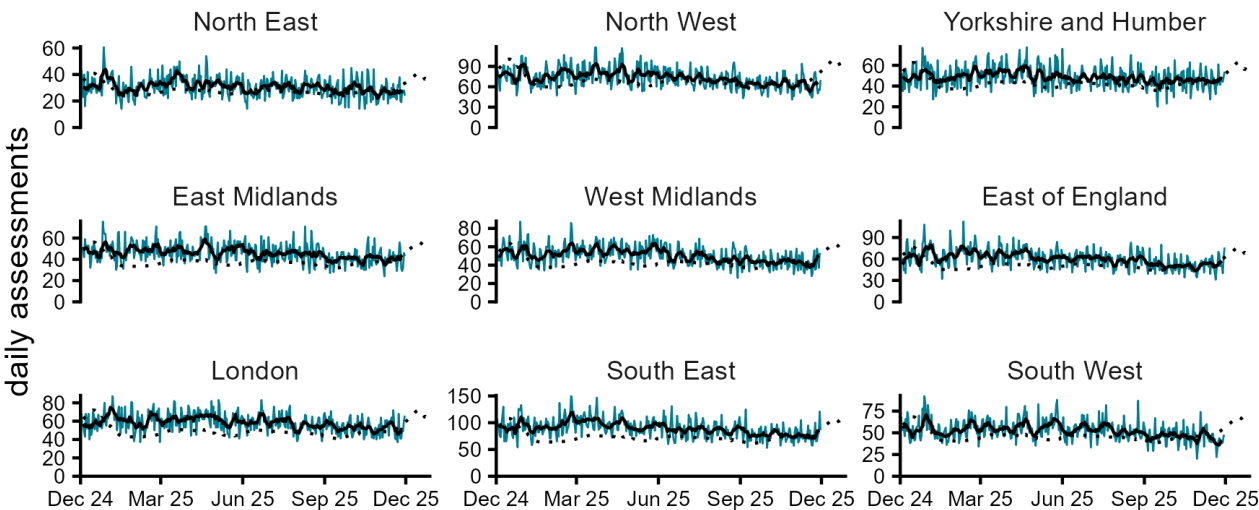 North East North West Yorkshire and Humber
60 90 60
40 60 40
20 30 20
0 0 0
daily assessments
East Midlands West Midlands East of England
60 80 90
40 60 60
20 40 30
0 20 0
0
London South East South West
80 150 75
60 100 50
40 50 25
20 0 0
0
Dec 24 Mar 25 Jun 25 Sep 25 Dec 25 Dec 24 Mar 25 Jun 25 Sep 25 Dec 25 Dec 24 Mar 25 Jun 25 Sep 25 Dec 25